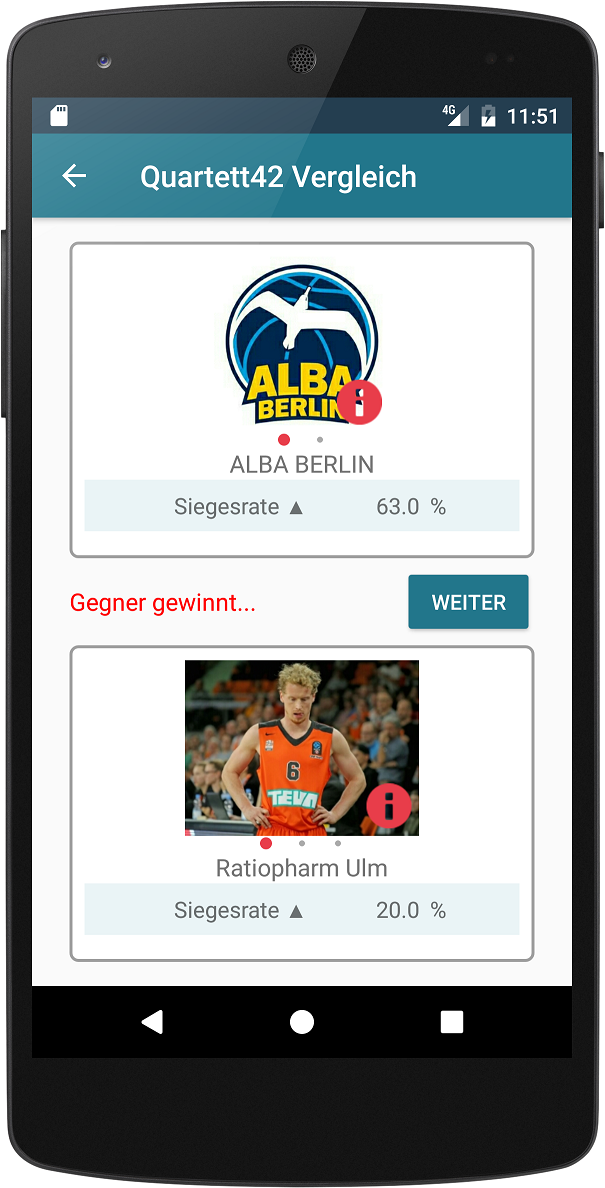 4G 11:51
Quartett42 Vergleich
ALBA
BERLIN
i
ALBA BERLIN
Siegesrate ▲ 63.0 %
Gegner gewinnt...
WEITER
6
TEVA
i
Ratiopharm Ulm
Siegesrate ▲ 20.0 %